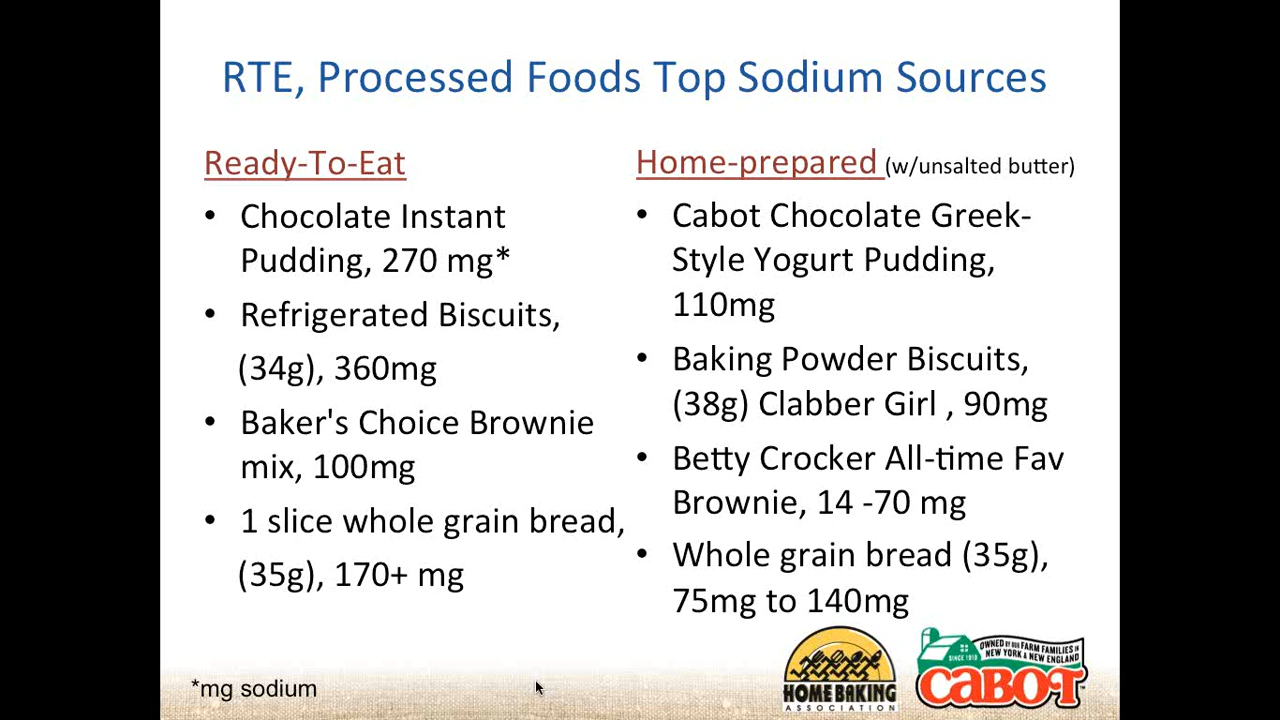 RTE, Processed Foods Top Sodium Sources
Ready-To-Eat
• Chocolate Instant
Pudding, 270 mg*
• Refrigerated Biscuits,
(34g), 360mg
• Baker's Choice Brownie
mix, 100mg
• 1 slice whole grain bread,
(35g), 170+ mg
Home-prepared (w/unsalted butter)
• Cabot Chocolate Greek-
Style Yogurt Pudding,
110mg
• Baking Powder Biscuits,
(38g) Clabber Girl , 90mg
• Betty Crocker All-time Fav
Brownie, 14 -70 mg
• Whole grain bread (35g),
75mg to 140mg
*mg sodium
HOME BAKING
ASSOCIATION
SINCE 1919
OWNED BY OUR FARM FAMILIES IN
NEW YORK & NEW ENGLAND
CABOT